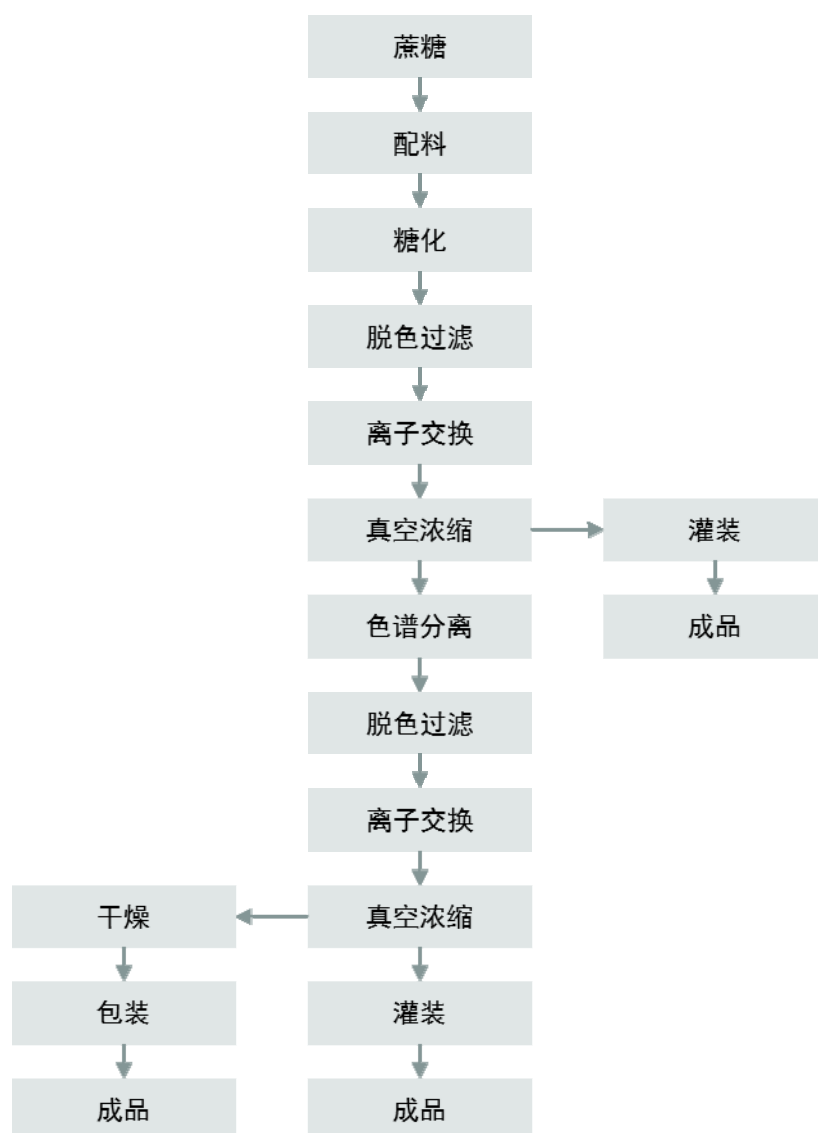 蔗糖
配料
糖化
脱色过滤
离子交换
真空浓缩
灌装
色谱分离
成品
脱色过滤
离子交换
干燥
真空浓缩
包装
灌装
成品
成品